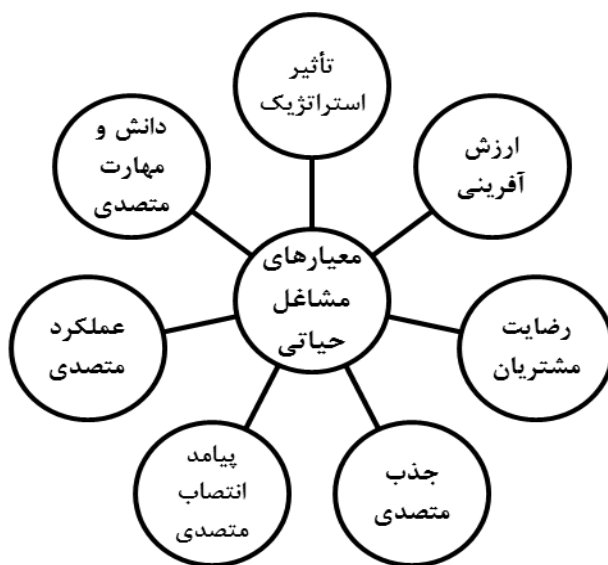 تأثیر
استراتژیک
ارزش
آفرینی
رضایت
مشتریان
جذب
متصدی
پیامد
انتصاب
متصدی
عملکرد
متصدی
دانش و
مهارت
متصدی
معیارهای
مشاغل
حیاتی